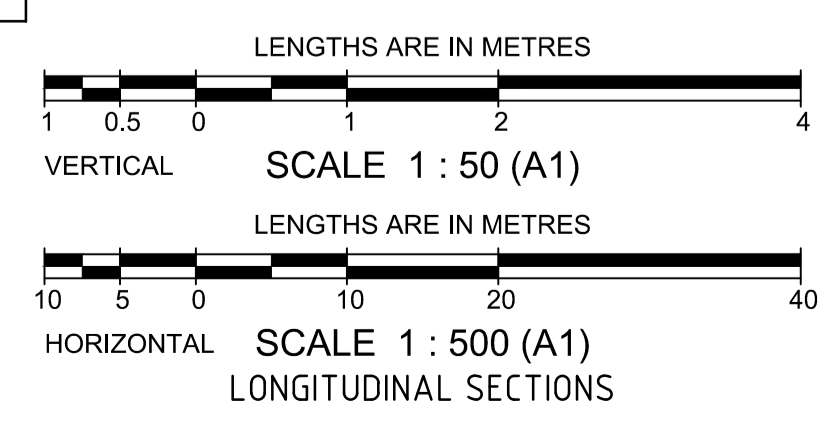 LENGTHS ARE IN METRES
1 0.5 0 1 2 4
VERTICAL SCALE 1 : 50 (A1)
LENGTHS ARE IN METRES
10 5 0 10 20 40
HORIZONTAL SCALE 1 : 500 (A1)
LONGITUDINAL SECTIONS